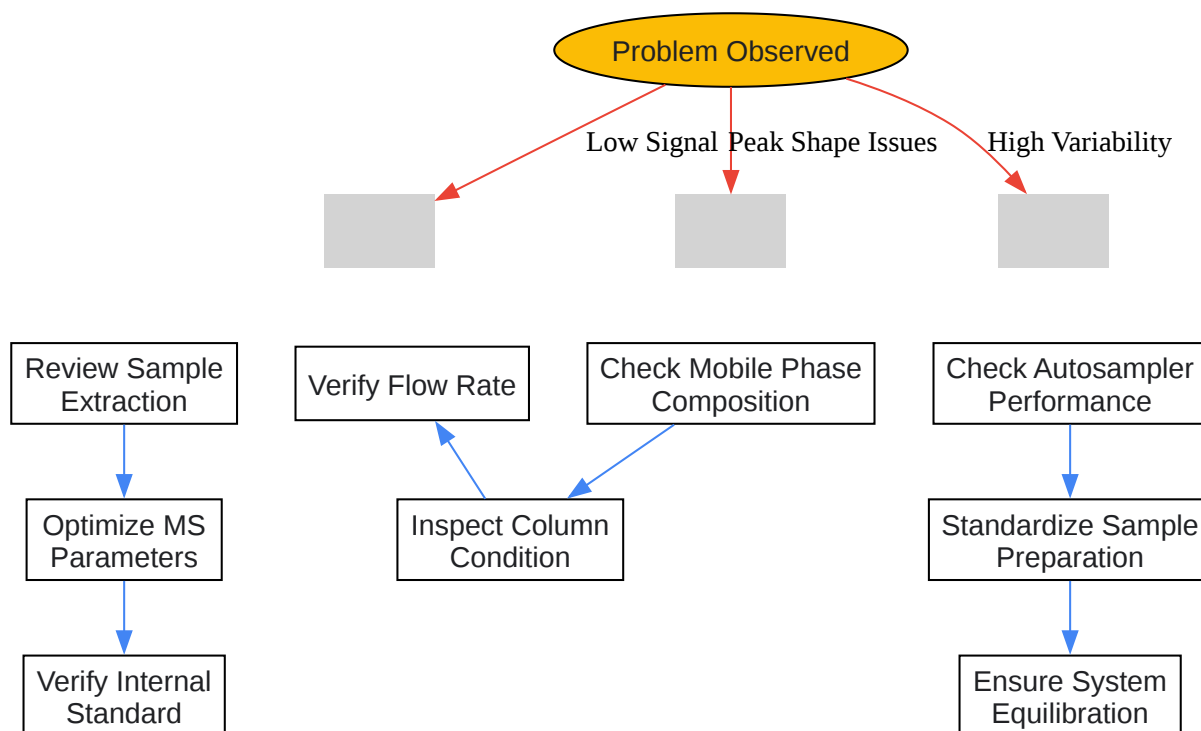 Problem Observed
Low Signal
Peak Shape Issues
High Variability
Review Sample
Extraction
Verify Flow Rate
Check Mobile Phase
Composition
Check Autosampler
Performance
Optimize MS
Parameters
Inspect Column
Condition
Standardize Sample
Preparation
Verify Internal
Standard
Ensure System
Equilibration